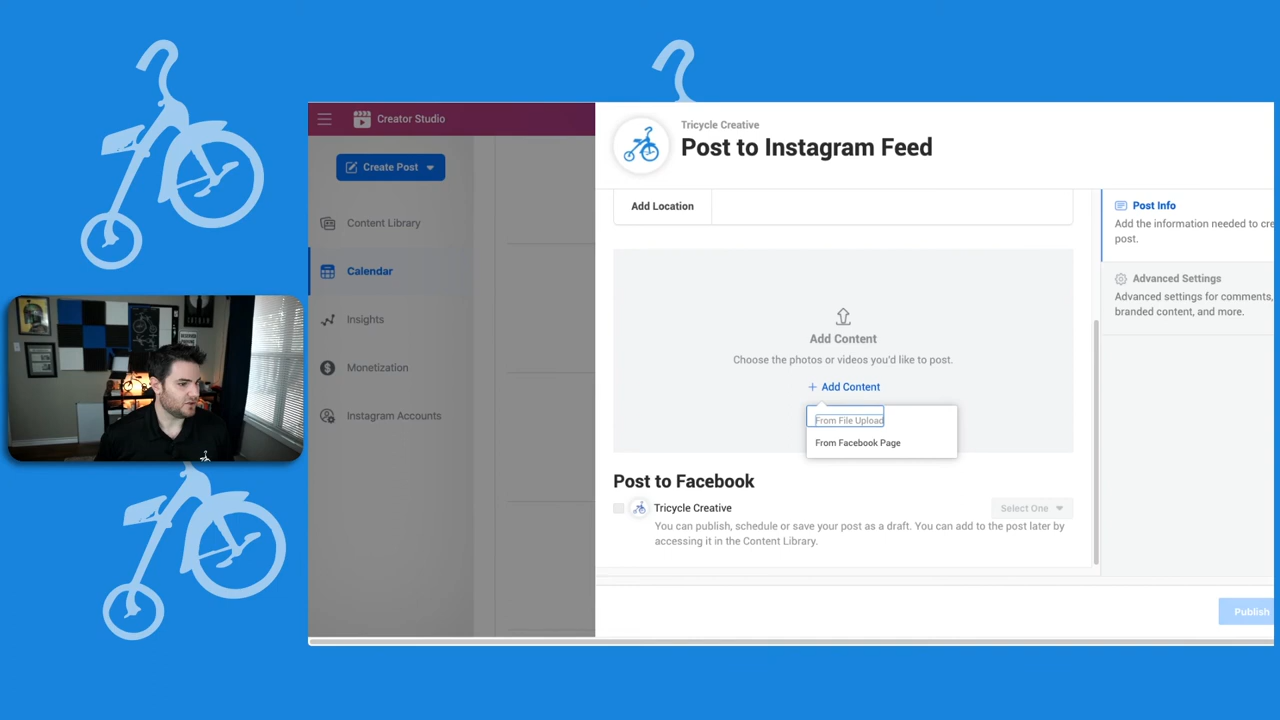 Creator Studio
Create Post
Content Library
Calendar
Insights
Monetization
Instagram Accounts
Tricycle Creative
Post to Instagram Feed
Add Location
Add Content
Choose the photos or videos you'd like to post.
+ Add Content
From File Upload
From Facebook Page
Post to Facebook
Tricycle Creative
Select One
You can publish, schedule or save your post as a draft. You can add to the post later by
accessing it in the Content Library.
Post Info
Add the information needed to cre
post.
Advanced Settings
Advanced settings for comments,
branded content, and more.
Publish